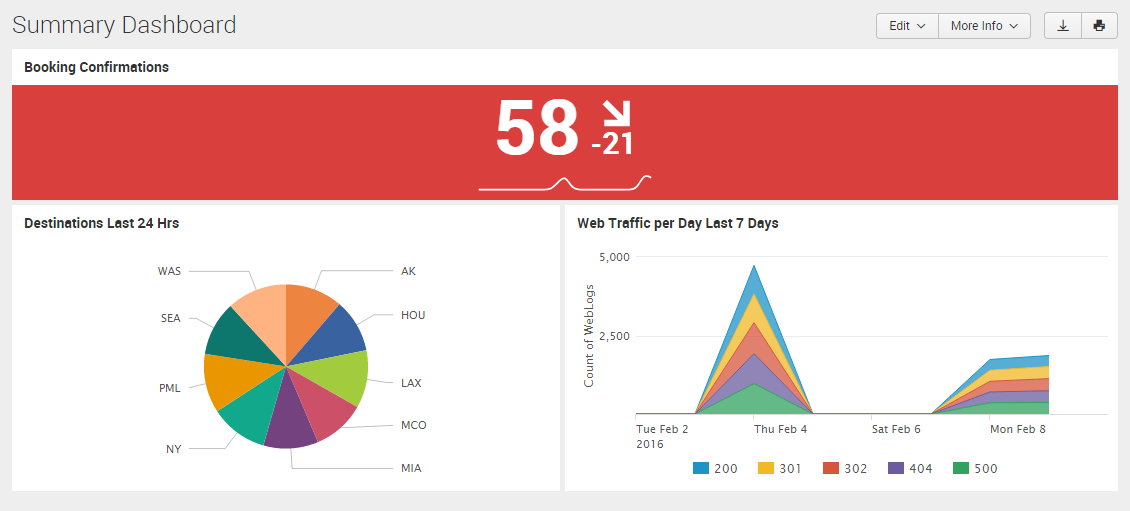 Summary Dashboard
Edit
More Info
Booking Confirmations
58
-21
Destinations Last 24 Hrs
WAS
AK
SEA
HOU
PML
LAX
NY
MCO
MIA
Web Traffic per Day Last 7 Days
Count of WebLogs
5,000
2,500
Tue Feb 2
2016
Thu Feb 4
Sat Feb 6
Mon Feb 8
200
301
302
404
500